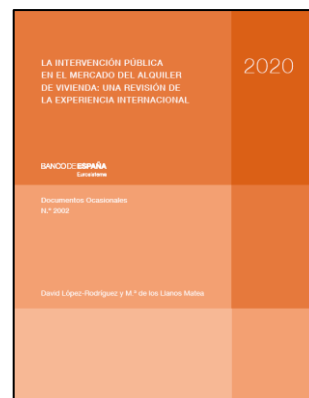 LA INTERVENCIÓN PÚBLICA
EN EL MERCADO DEL ALQUILER
DE VIVIENDA: UNA REVISIÓN DE
LA EXPERIENCIA INTERNACIONAL
2020
BANCO DE ESPAÑA
Eurosistema
Documentos Ocasionales
N.º 2002
David López-Rodríguez y M.ª de los Llanos Matea